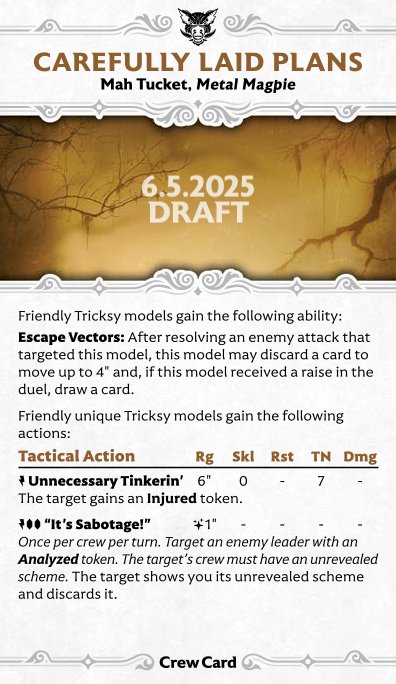 CAREFULLY LAID PLANS
Mah Tucket, Metal Magpie
6.5.2025
DRAFT
Friendly Tricksy models gain the following ability:
Escape Vectors: After resolving an enemy attack that
targeted this model, this model may discard a card to
move up to 4" and, if this model received a raise in the
duel, draw a card.
Friendly unique Tricksy models gain the following
actions:
Tactical Action Rg Skl Rst TN Dmg
Unnecessary Tinkerin’ 6" 0 - 7 -
The target gains an Injured token.
“It’s Sabotage!” 1" - - - -
Once per crew per turn. Target an enemy leader with an
Analyzed token. The target’s crew must have an unrevealed
scheme. The target shows you its unrevealed scheme
and discards it.
Crew Card